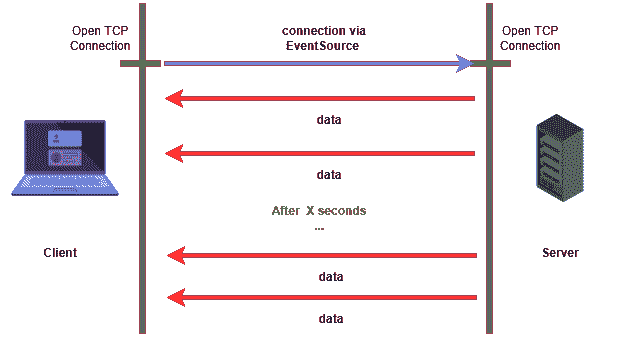 Open TCP
Connection
connection via
EventSource
Open TCP
Connection
data
data
After X seconds
...
Client
Server
data
data